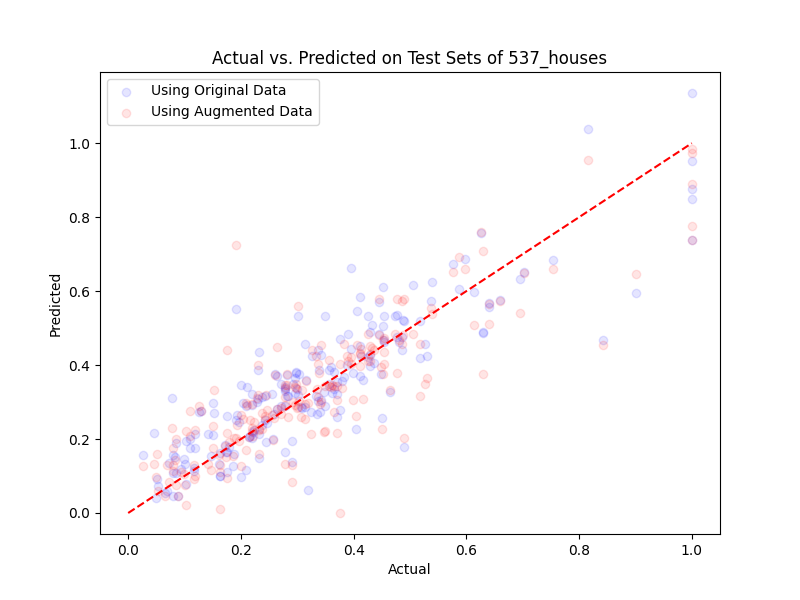 Actual vs. Predicted on Test Sets of 537_houses
Using Original Data
Using Augmented Data
1.0
0.8
0.6
0.4
0.2
0.0
Predicted
0.0 0.2 0.4 0.6 0.8 1.0
Actual